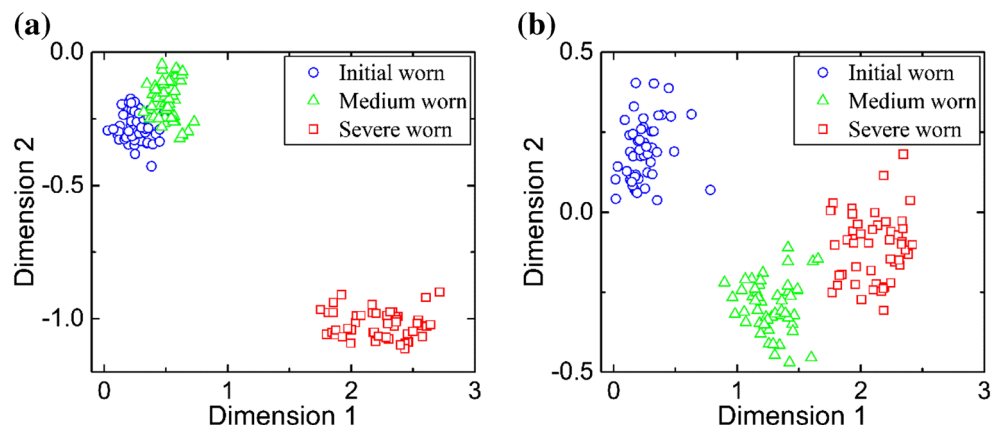 (a)
0.0
-0.5
-1.0
Dimension 2
Initial worn
Medium worn
Severe worn
0
1
2
3
Dimension 1
(b)
0.5
0.0
-0.5
Dimension 2
Initial worn
Medium worn
Severe worn
0
1
2
3
Dimension 1